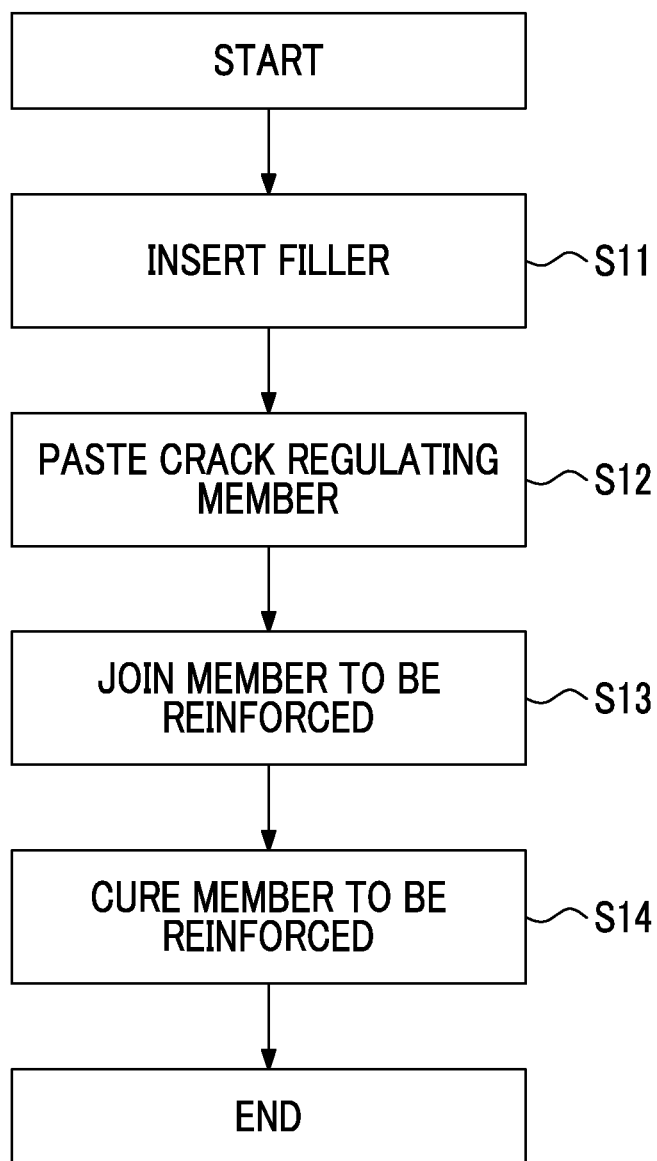 START
INSERT FILLER
S11
PASTE CRACK REGULATING
MEMBER
S12
JOIN MEMBER TO BE
REINFORCED
S13
CURE MEMBER TO BE
REINFORCED
S14
END